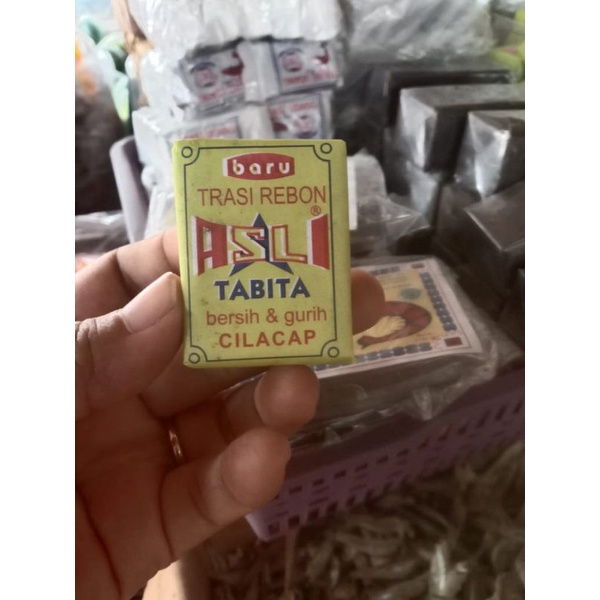 baru
TRASI REBON
ASLI ®
TABITA
bersih & gurih
CILACAP